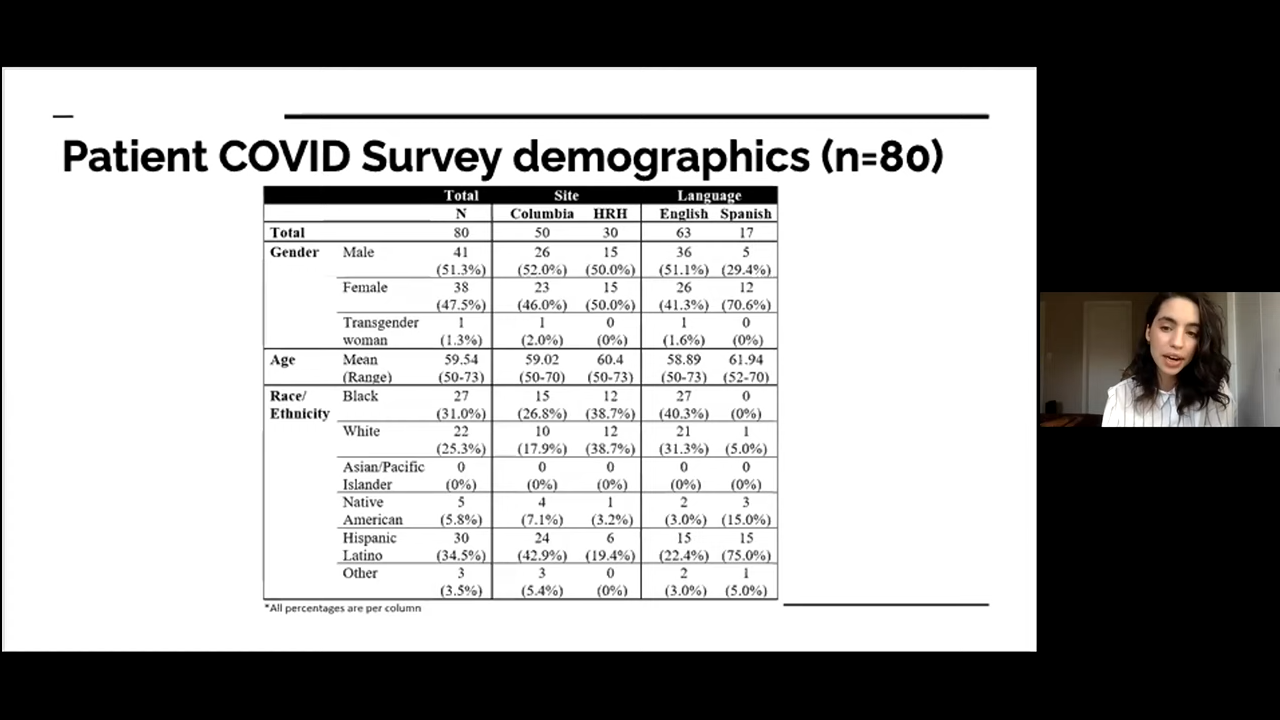 Patient COVID Survey demographics (n=80)
Total Site Language
N Columbia HRH English Spanish
Total 80 50 30 63 17
Gender Male 41 26 15 36 5
(51.3%) (52.0%) (50.0%) (51.1%) (29.4%)
Female 38 23 15 26 12
(47.5%) (46.0%) (50.0%) (41.3%) (70.6%)
Transgender 1 1 0 1 0
woman (1.3%) (2.0%) (0%) (1.6%) (0%)
Age Mean 59.54 59.02 60.4 58.89 61.94
(Range) (50-73) (50-70) (50-73) (50-73) (52-70)
Race/ Black 27 15 12 27 0
Ethnicity (31.0%) (26.8%) (38.7%) (40.3%) (0%)
White 22 10 12 21 1
(25.3%) (17.9%) (38.7%) (31.3%) (5.0%)
Asian/Pacific 0 0 0 0 0
Islander (0%) (0%) (0%) (0%) (0%)
Native 5 4 1 2 3
American (5.8%) (7.1%) (3.2%) (3.0%) (15.0%)
Hispanic 30 24 6 15 15
Latino (34.5%) (42.9%) (19.4%) (22.4%) (75.0%)
Other 3 3 0 2 1
(3.5%) (5.4%) (0%) (3.0%) (5.0%)
*All percentages are per column